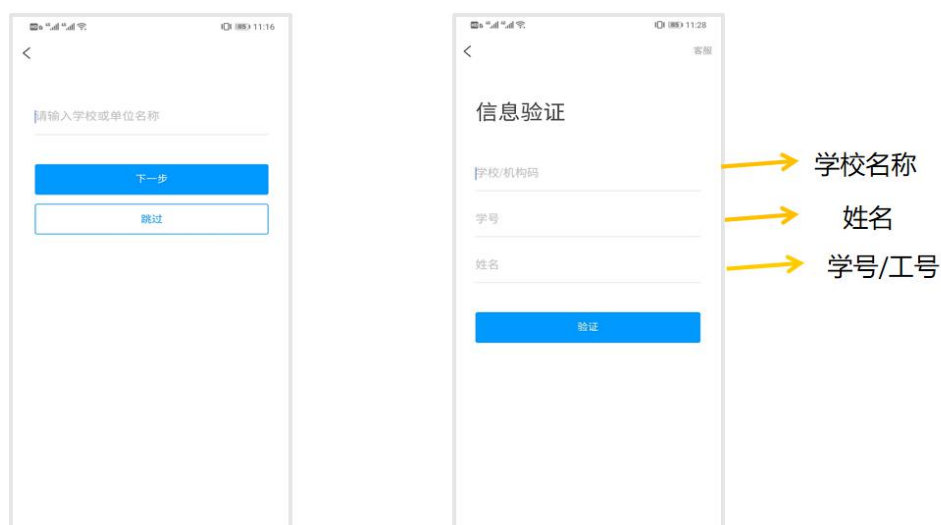 11:16
请输入学校或单位名称
下一步
跳过
11:28
客服
信息验证
学校/机构码
学号
姓名
验证
学校名称
姓名
学号/工号